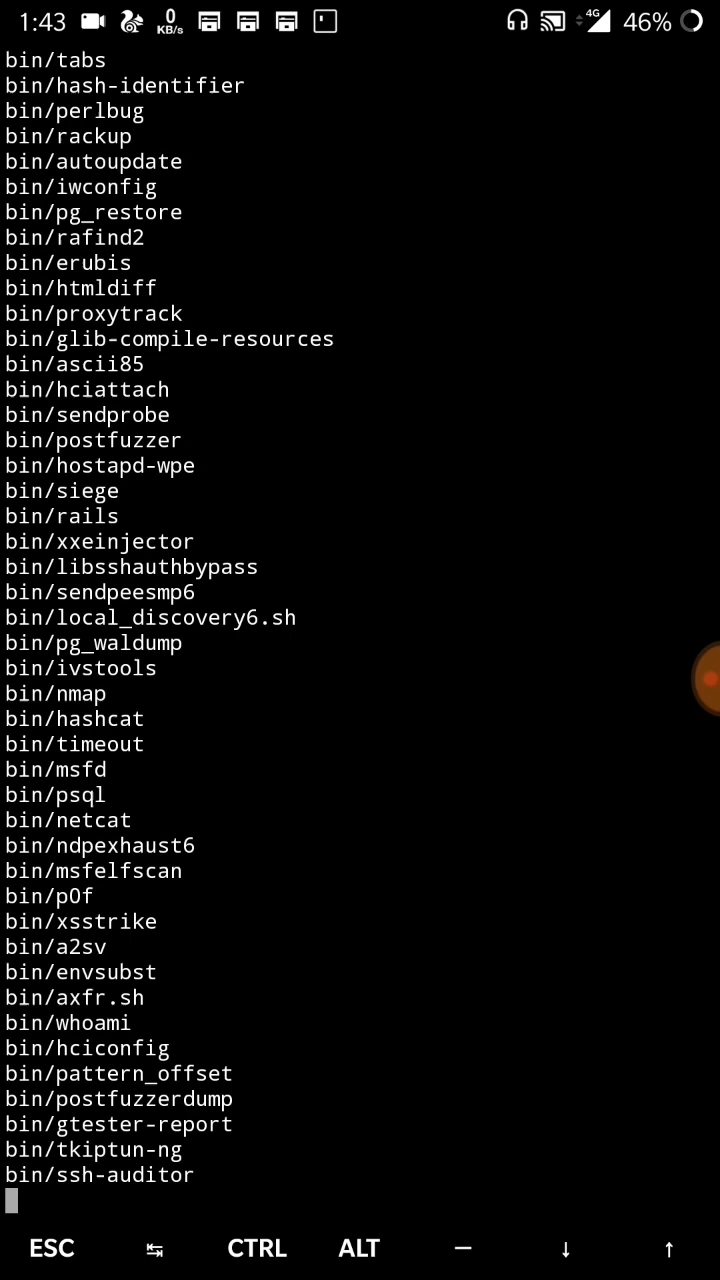 1:43 0 KB/s 4G 46%
bin/tabs
bin/hash-identifier
bin/perlbug
bin/rackup
bin/autoupdate
bin/iwconfig
bin/pg_restore
bin/rafind2
bin/erubis
bin/htmldiff
bin/proxytrack
bin/glib-compile-resources
bin/ascii85
bin/hciattach
bin/sendprobe
bin/postfuzzer
bin/hostapd-wpe
bin/siege
bin/rails
bin/xxeinjector
bin/libsshauthbypass
bin/sendpeesmp6
bin/local_discovery6.sh
bin/pg_waldump
bin/ivstools
bin/nmap
bin/hashcat
bin/timeout
bin/msfd
bin/psql
bin/netcat
bin/ndpexhaust6
bin/msfelfscan
bin/p0f
bin/xsstrike
bin/a2sv
bin/envsubst
bin/axfr.sh
bin/whoami
bin/hciconfig
bin/pattern_offset
bin/postfuzzerdump
bin/gtester-report
bin/tkiptun-ng
bin/ssh-auditor
ESC ↹ CTRL ALT — ↓ ↑